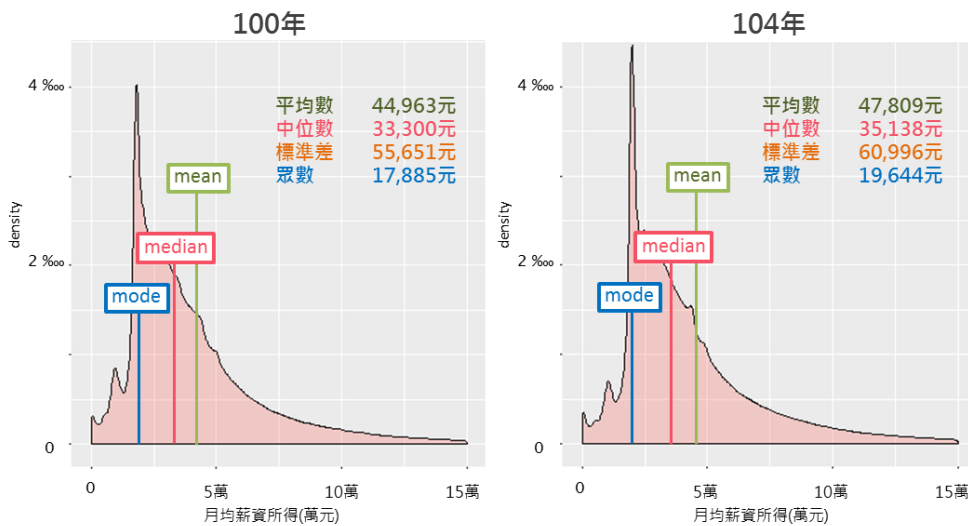 100年
4 ‱
2 ‱
0
density
平均數 44,963元
中位數 33,300元
標準差 55,651元
眾數 17,885元
mean
median
mode
0 5萬 10萬 15萬
月均薪資所得(萬元)
104年
4 ‱
2 ‱
0
density
平均數 47,809元
中位數 35,138元
標準差 60,996元
眾數 19,644元
mean
median
mode
0 5萬 10萬 15萬
月均薪資所得(萬元)